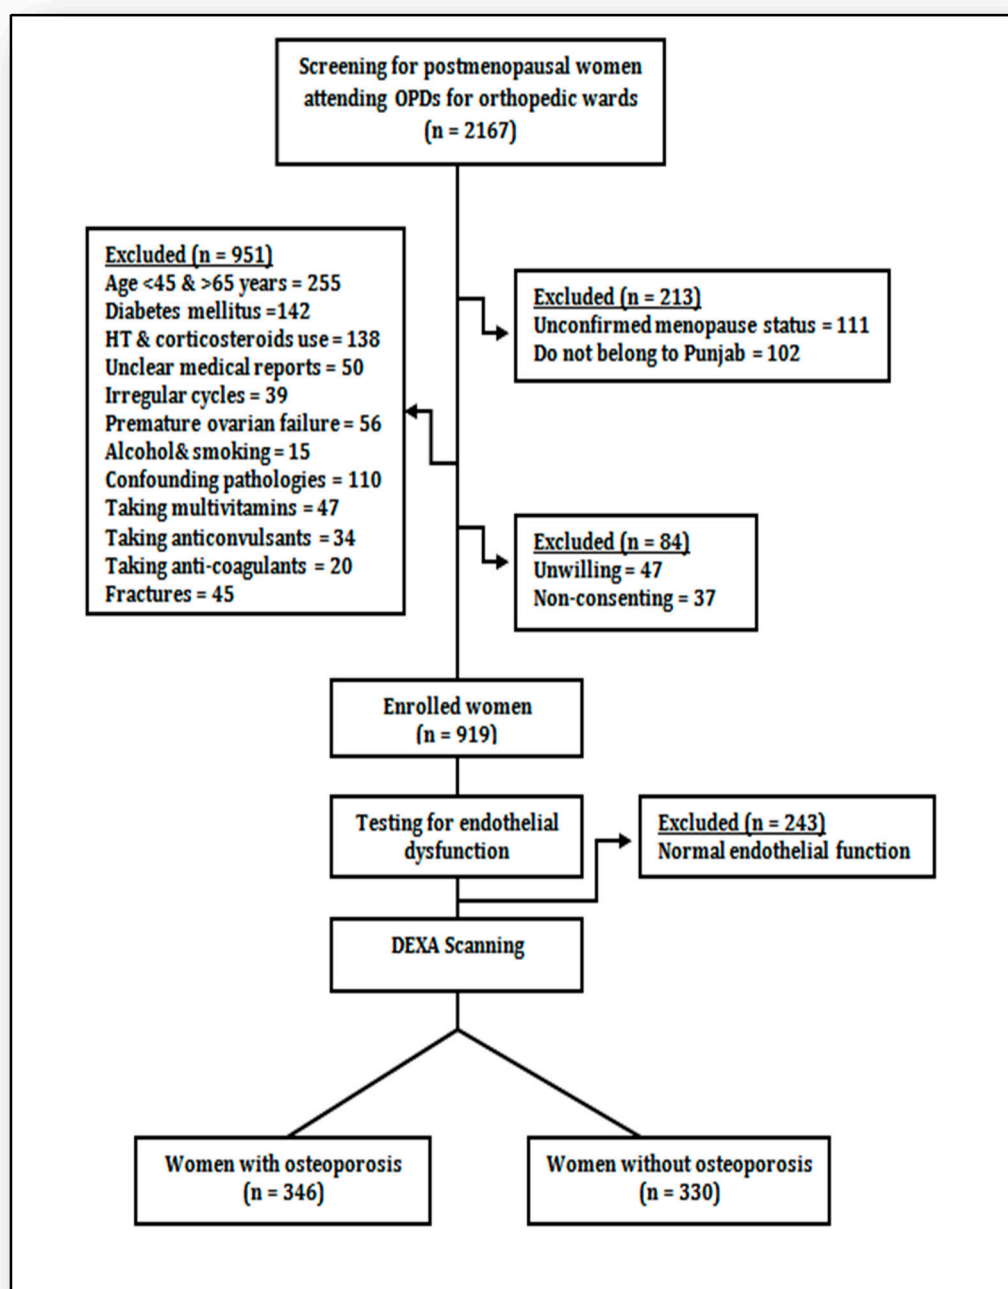 Screening for postmenopausal women
attending OPDs for orthopedic wards
(n = 2167)
Excluded (n = 951)
Age <45 & >65 years = 255
Diabetes mellitus =142
HT & corticosteroids use = 138
Unclear medical reports = 50
Irregular cycles = 39
Premature ovarian failure = 56
Alcohol& smoking = 15
Confounding pathologies = 110
Taking multivitamins = 47
Taking anticonvulsants = 34
Taking anti-coagulants = 20
Fractures = 45
Excluded (n = 213)
Unconfirmed menopause status = 111
Do not belong to Punjab = 102
Excluded (n = 84)
Unwilling = 47
Non-consenting = 37
Enrolled women
(n = 919)
Testing for endothelial
dysfunction
Excluded (n = 243)
Normal endothelial function
DEXA Scanning
Women with osteoporosis
(n = 346)
Women without osteoporosis
(n = 330)